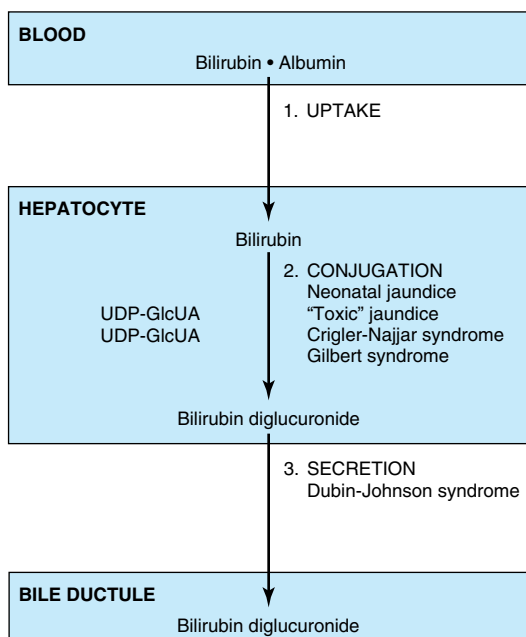 BLOOD
Bilirubin • Albumin
1. UPTAKE
HEPATOCYTE
Bilirubin
2. CONJUGATION
Neonatal jaundice
“Toxic” jaundice
Crigler-Najjar syndrome
Gilbert syndrome
UDP-GlcUA
UDP-GlcUA
Bilirubin diglucuronide
3. SECRETION
Dubin-Johnson syndrome
BILE DUCTULE
Bilirubin diglucuronide